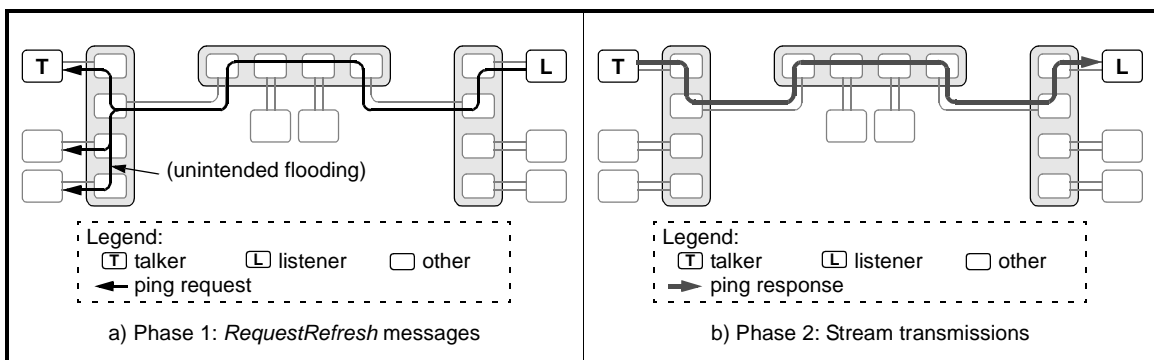 T
L
(unintended flooding)
Legend:
T talker L listener other
ping request
a) Phase 1: RequestRefresh messages
T
L
Legend:
T talker L listener other
ping response
b) Phase 2: Stream transmissions